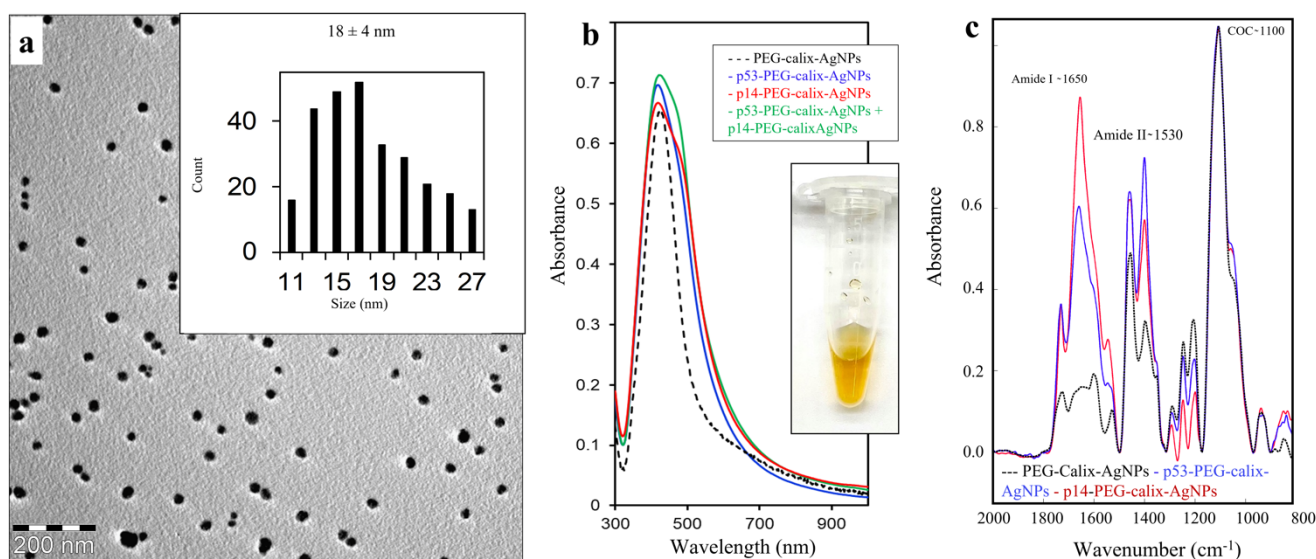 a
18 ± 4 nm
Count
40
20
0
11 15 19 23 27
Size (nm)
200 nm
b
Absorbance
0.7
0.6
0.5
0.4
0.3
0.2
0.1
0
300 500 700 900
Wavelength (nm)
--- PEG-calix-AgNPs
- p53-PEG-calix-AgNPs
- p14-PEG-calix-AgNPs
- p53-PEG-calix-AgNPs +
p14-PEG-calixAgNPs
c
COC~1100
Amide I ~1650
Amide II~1530
Absorbance
1.0
0.8
0.6
0.4
0.2
0.0
--- PEG-Calix-AgNPs - p53-PEG-calix-
AgNPs - p14-PEG-calix-AgNPs
2000 1800 1600 1400 1200 1000 800
Wavenumber (cm⁻¹)